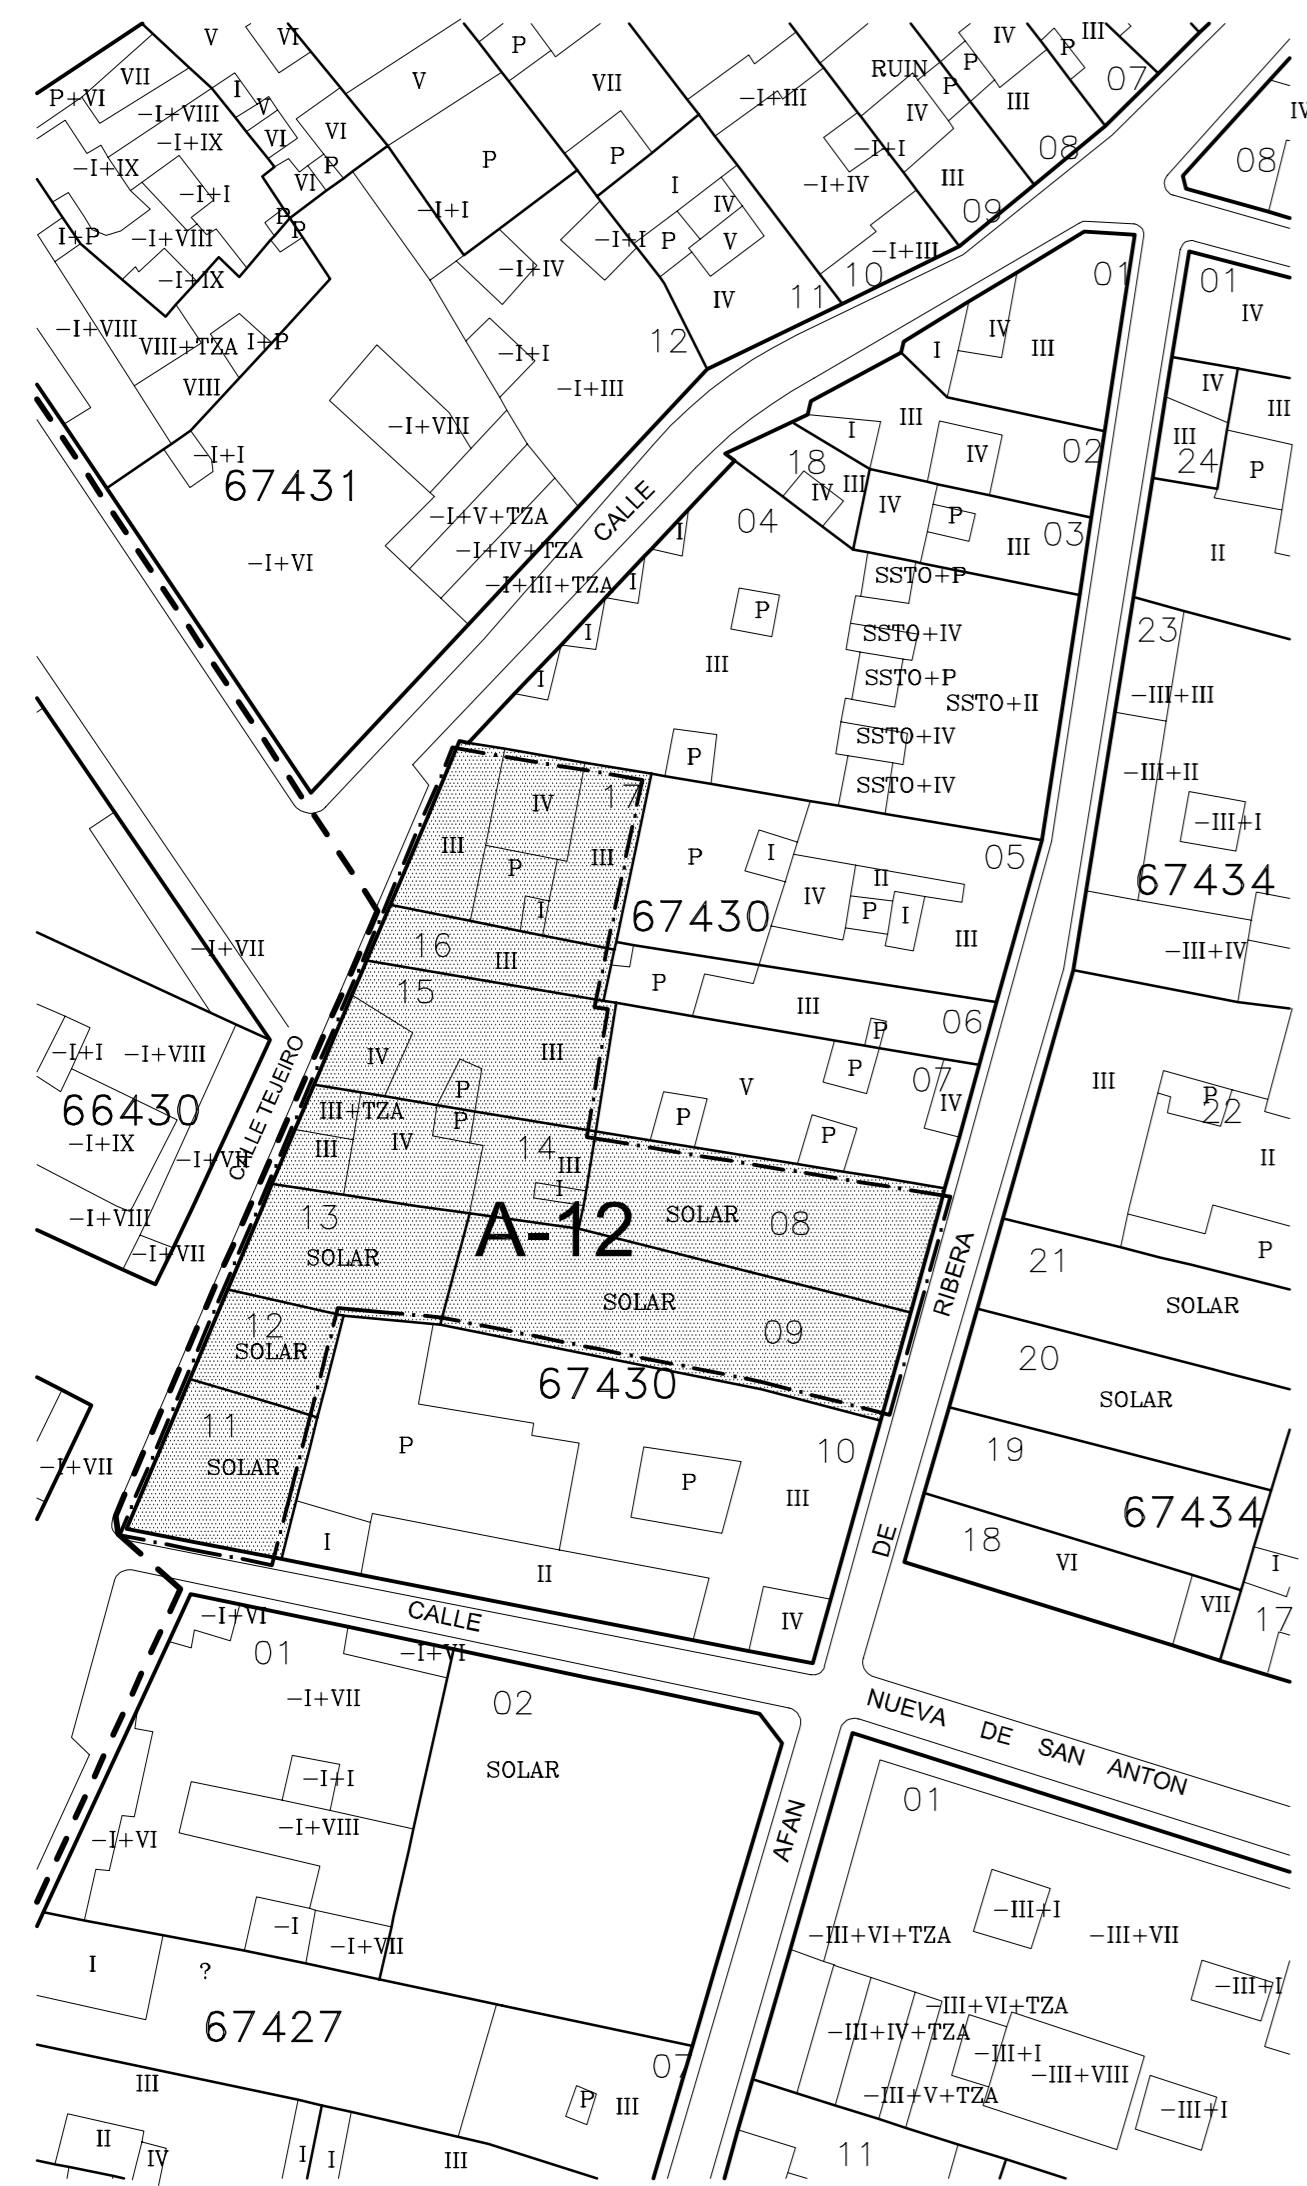 V
VI
P
VII
P+VI
-I+VIII
I
V
V
VII
-I+III
RUIN
P
IV
P
III
07
IV
-I+IX
-I+IX
VI
VI
P
VI
P
P
-I+I
IV
P
III
08
08
-I+I
P
P
I+P
-I+VIII
-I+IX
-I+I
I
IV
V
P
-I+I
-I+IV
III
09
-I+III
-I+IV
IV
11
10
01
01
IV
-I+VIII
VIII+TZA
I+P
VIII
-I+I
-I+III
12
I
IV
III
IV
III
-I+VIII
-I+I
67431
-I+VI
-I+V+TZA
-I+IV+TZA
-I+III+TZA
CALLE
I
III
IV
02
III
24
P
18
IV
III
IV
P
III
03
II
04
I
I
I
I
P
III
SSTO+P
SSTO+IV
SSTO+P
SSTO+II
SSTO+IV
SSTO+IV
23
-III+III
-III+II
-III+I
67434
P
17
IV
III
P
III
I
P
I
05
II
IV
P
I
III
67430
-III+IV
-I+VII
16
III
15
P
III
06
P
-I+I
-I+VIII
66430
-I+IX
-I+VII
-I+VIII
-I+VII
CALLE TEJEIRO
IV
III
P
P
V
P
P
P
07
IV
III
P
22
II
P
III+TZA
III
IV
14
III
I
13
SOLAR
A-12
SOLAR
08
SOLAR
09
RIBERA
21
SOLAR
12
SOLAR
67430
20
SOLAR
11
SOLAR
-I+VII
P
P
10
III
19
67434
18
VI
I
VII
17
I
II
IV
DE
CALLE
-I+VI
01
-I+VI
-I+VII
02
SOLAR
NUEVA DE SAN ANTON
-I+I
-I+VIII
-I+VI
AFAN
01
-I
-I+VII
I
?
67427
-III+VI+TZA
-III+I
-III+VII
-III+I
-III+VI+TZA
-III+IV+TZA
-III+I
-III+VIII
-III+V+TZA
-III+I
07
III
P
III
II
IV
I
I
III
11